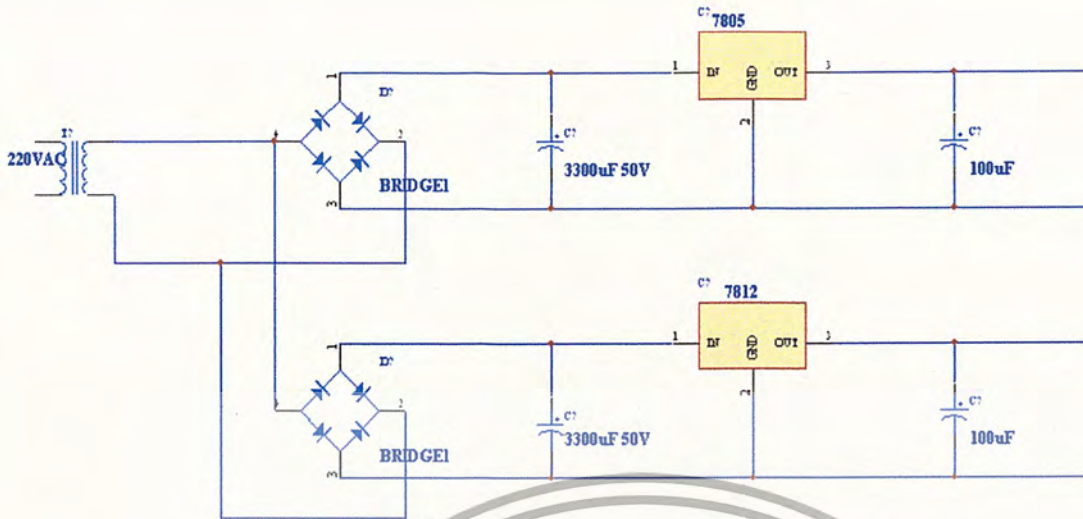 C?
7805
1
IN
GND
OUT
3
2
1
D?
4
2
BRIDGE1
3
T?
220VAC
C?
3300uF 50V
C?
100uF
C?
7812
1
IN
GND
OUT
3
2
1
D?
2
BRIDGE1
3
C?
3300uF 50V
C?
100uF